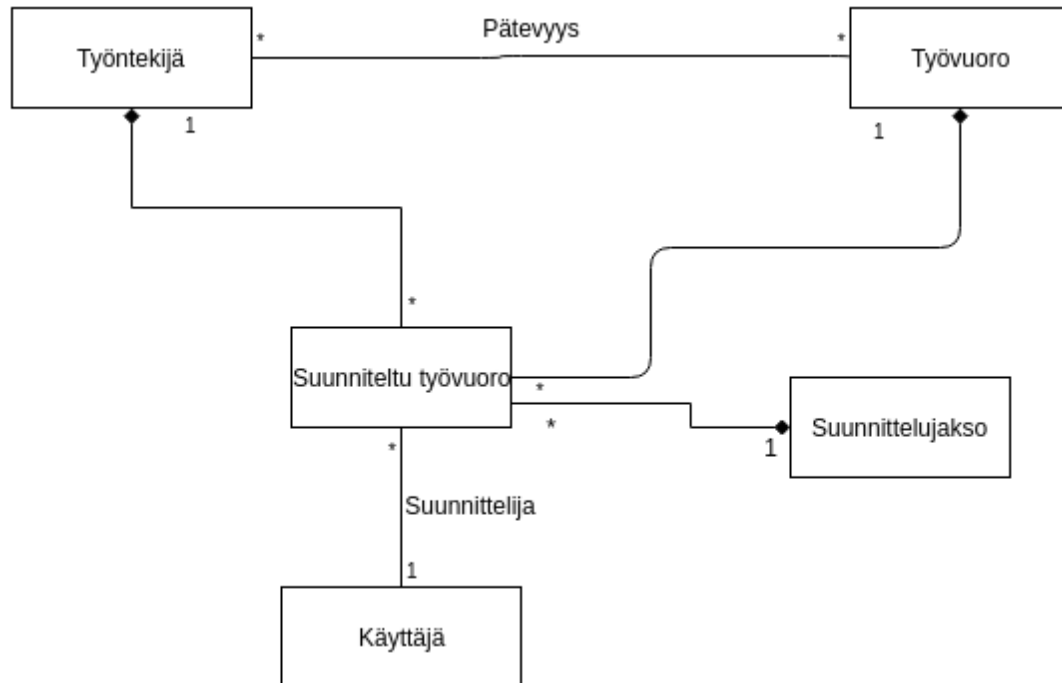 Työntekijä
*
Pätevyys
*
Työvuoro
1
1
*
Suunniteltu työvuoro
*
*
1
Suunnittelujakso
*
Suunnittelija
1
Käyttäjä